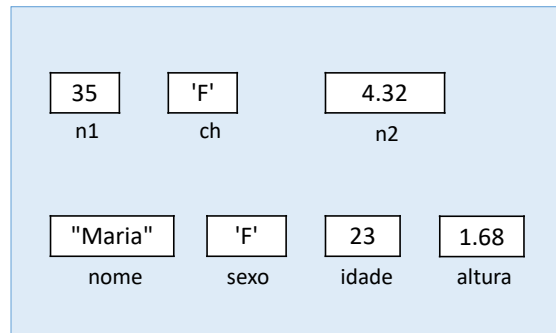 35 'F' 4.32
n1 ch n2
"Maria" 'F' 23 1.68
nome sexo idade altura